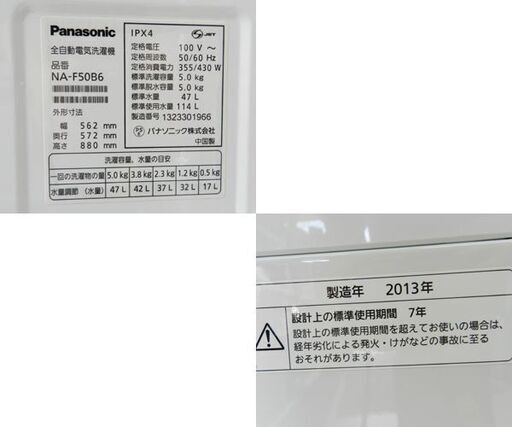 Panasonic
全自動電気洗濯機
品番
NA-F50B6
外形寸法
幅 562 mm
奥行 572 mm
高さ 880 mm
IPX4
JET
定格電圧 100 V ～
定格周波数 50/60 Hz
定格消費電力 355/430 W
標準洗濯容量 5.0 kg
標準脱水容量 5.0 kg
標準水量 47 L
標準使用水量 114 L
製造番号 1323301966
パナソニック株式会社
中国製
洗濯容量、水量の目安
一回の洗濯物の量 5.0 kg 3.8 kg 2.3 kg 1.2 kg 0.5 kg
水量調節 (水量) 47 L 42 L 37 L 32 L 17 L
製造年 2013年
設計上の標準使用期間 7年
設計上の標準使用期間を超えてお使いの場合は、
経年劣化による発火・けがなどの事故に至る
おそれがあります。